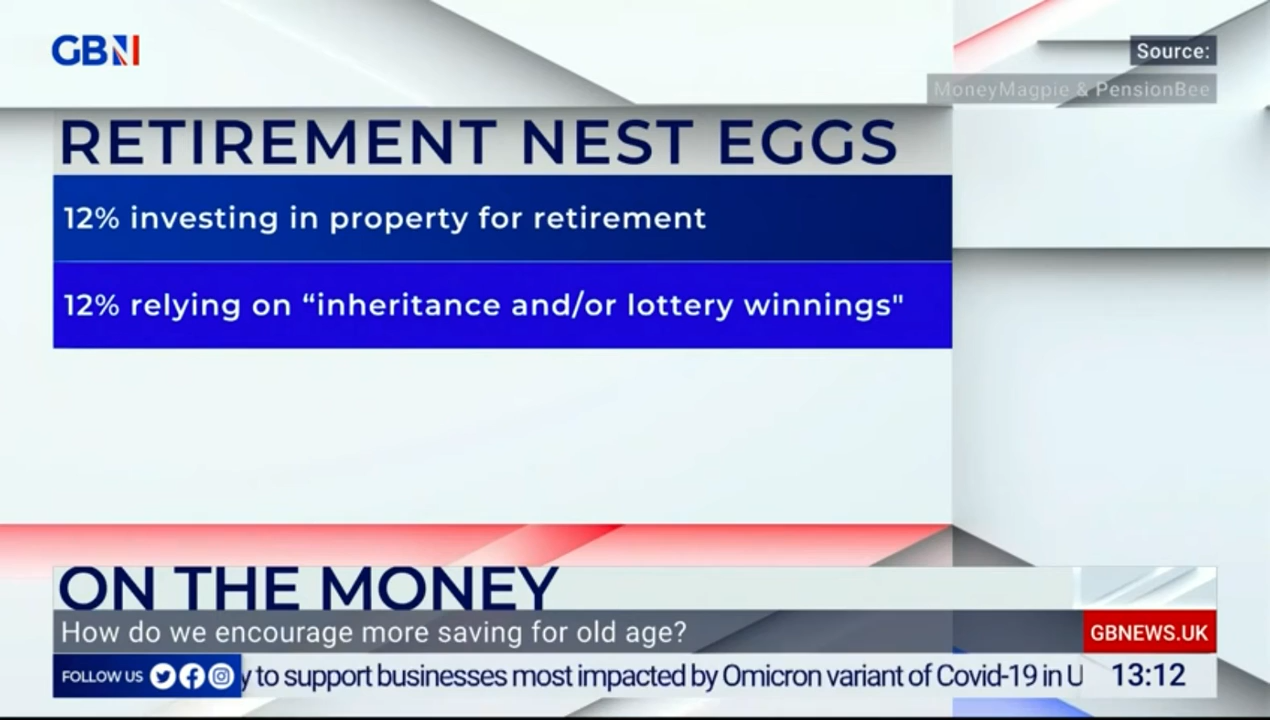 GBN
Source:
MoneyMagpie & PensionBee
RETIREMENT NEST EGGS
12% investing in property for retirement
12% relying on “inheritance and/or lottery winnings"
ON THE MONEY
How do we encourage more saving for old age?
GBNEWS.UK
FOLLOW US
y to support businesses most impacted by Omicron variant of Covid-19 in U
13:12